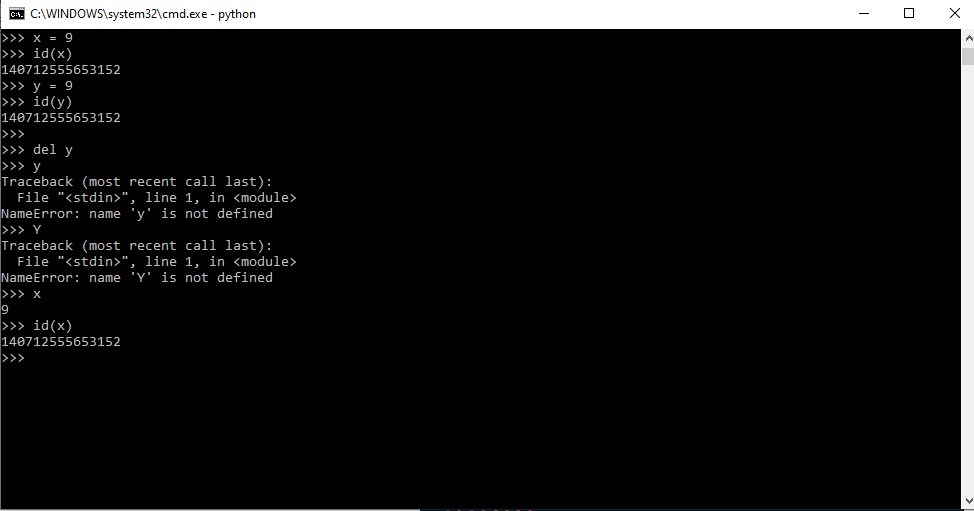 C:\WINDOWS\system32\cmd.exe - python
>>> x = 9
>>> id(x)
140712555653152
>>> y = 9
>>> id(y)
140712555653152
>>>
>>> del y
>>> y
Traceback (most recent call last):
  File "<stdin>", line 1, in <module>
NameError: name 'y' is not defined
>>> Y
Traceback (most recent call last):
  File "<stdin>", line 1, in <module>
NameError: name 'Y' is not defined
>>> x
9
>>> id(x)
140712555653152
>>>